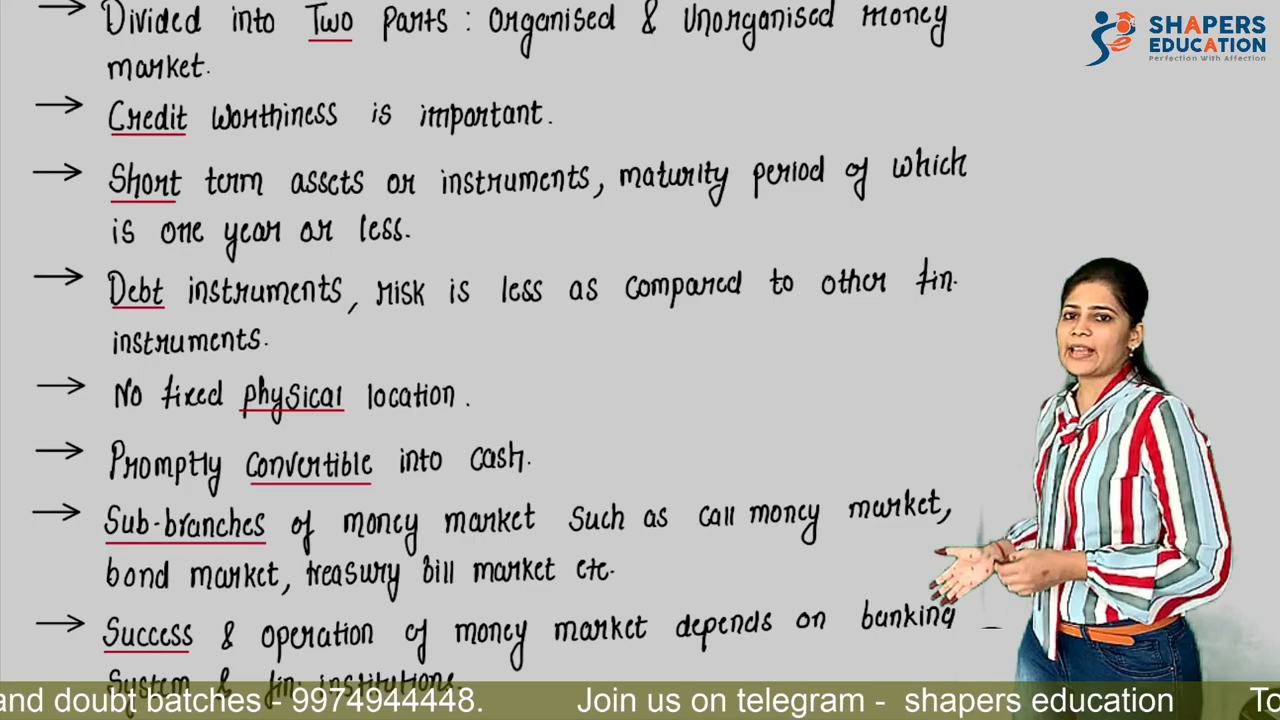 → Divided into Two parts : Organised & Unorganised money
market.
→ Credit worthiness is important.
→ Short term assets or instruments, maturity period of which
is one year or less.
→ Debt instruments, risk is less as compared to other fin.
instruments.
→ No fixed physical location.
→ Promptly convertible into cash.
→ Sub-branches of money market such as call money market,
bond market, treasury bill market etc.
→ Success & operation of money market depends on banking
system & fin. institutions
SHAPERS
EDUCATION
Perfection With Affection
and doubt batches - 9974944448. Join us on telegram - shapers education To